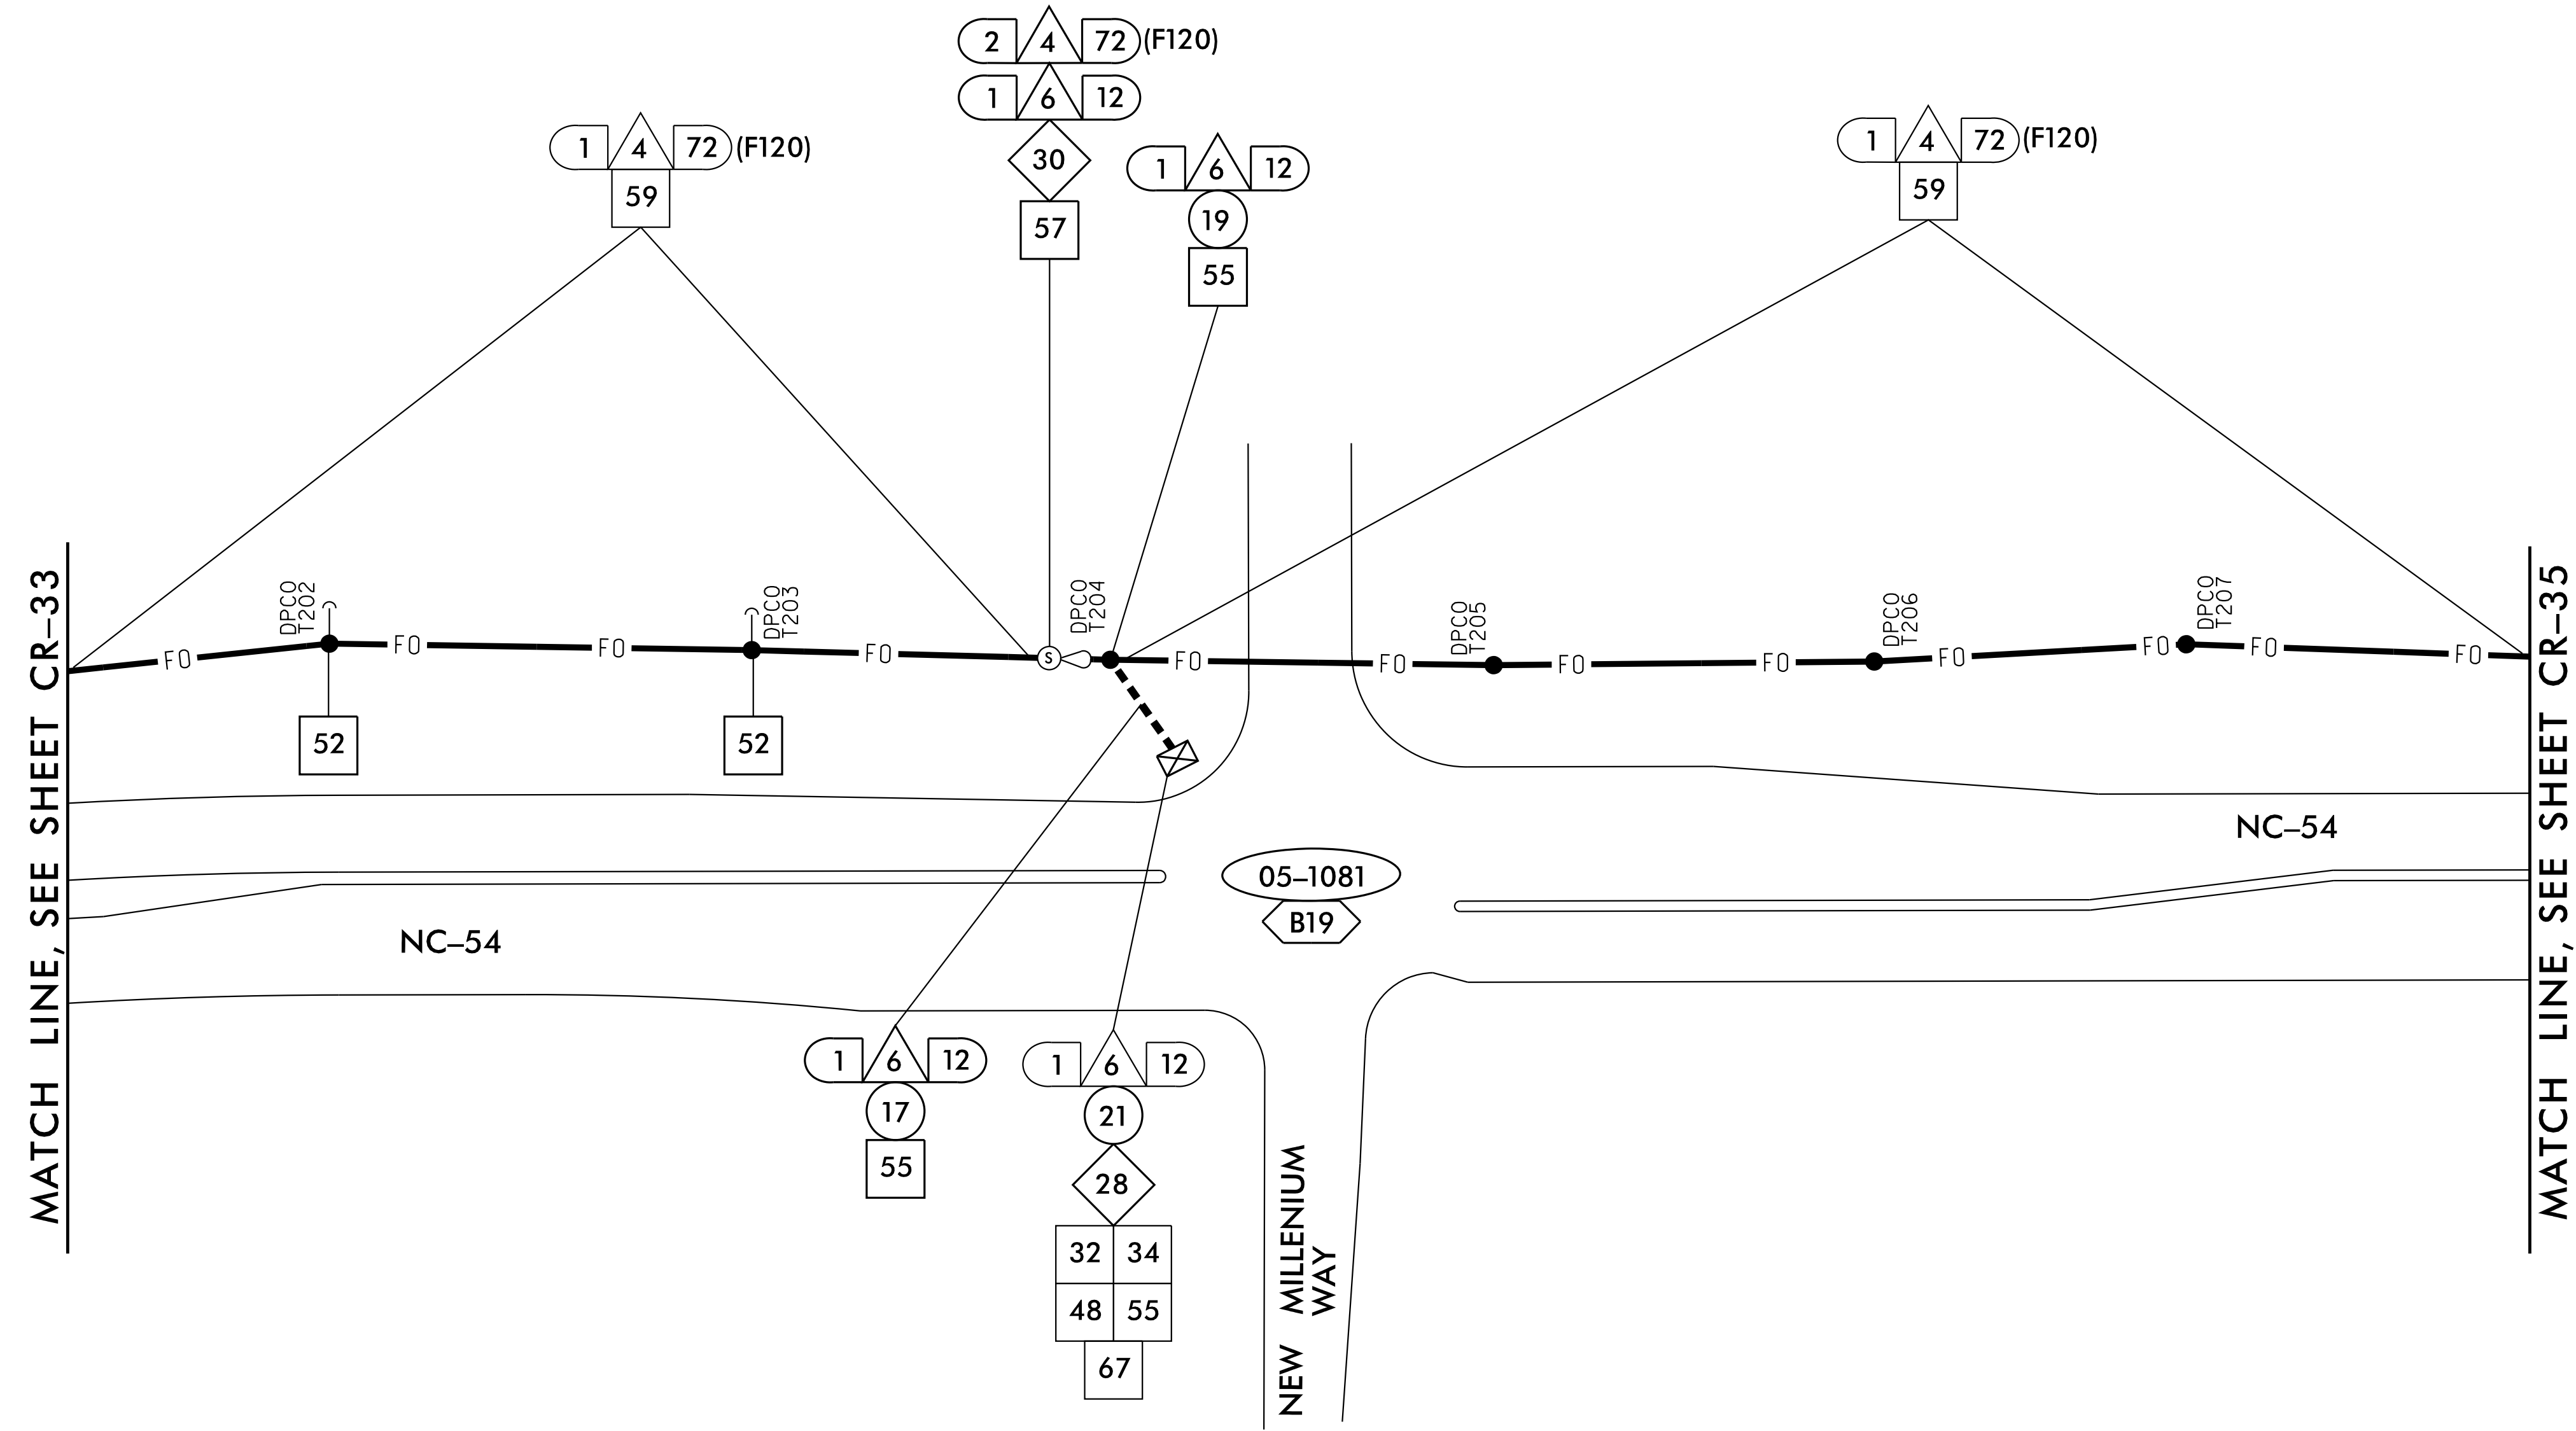 2 4 72 (F120)
1 6 12
30
57
1 4 72 (F120)
59
1 6 12
19
55
1 4 72 (F120)
59
MATCH LINE, SEE SHEET CR–33
DPCO
T202
DPCO
T203
DPCO
T204
DPCO
T205
DPCO
T206
DPCO
T207
FO FO FO FO S FO FO FO FO FO FO FO FO
52
52
MATCH LINE, SEE SHEET CR–35
NC–54
05–1081
B19
NC–54
1 6 12
17
55
1 6 12
21
28
32 34
48 55
67
NEW MILLENIUM
WAY